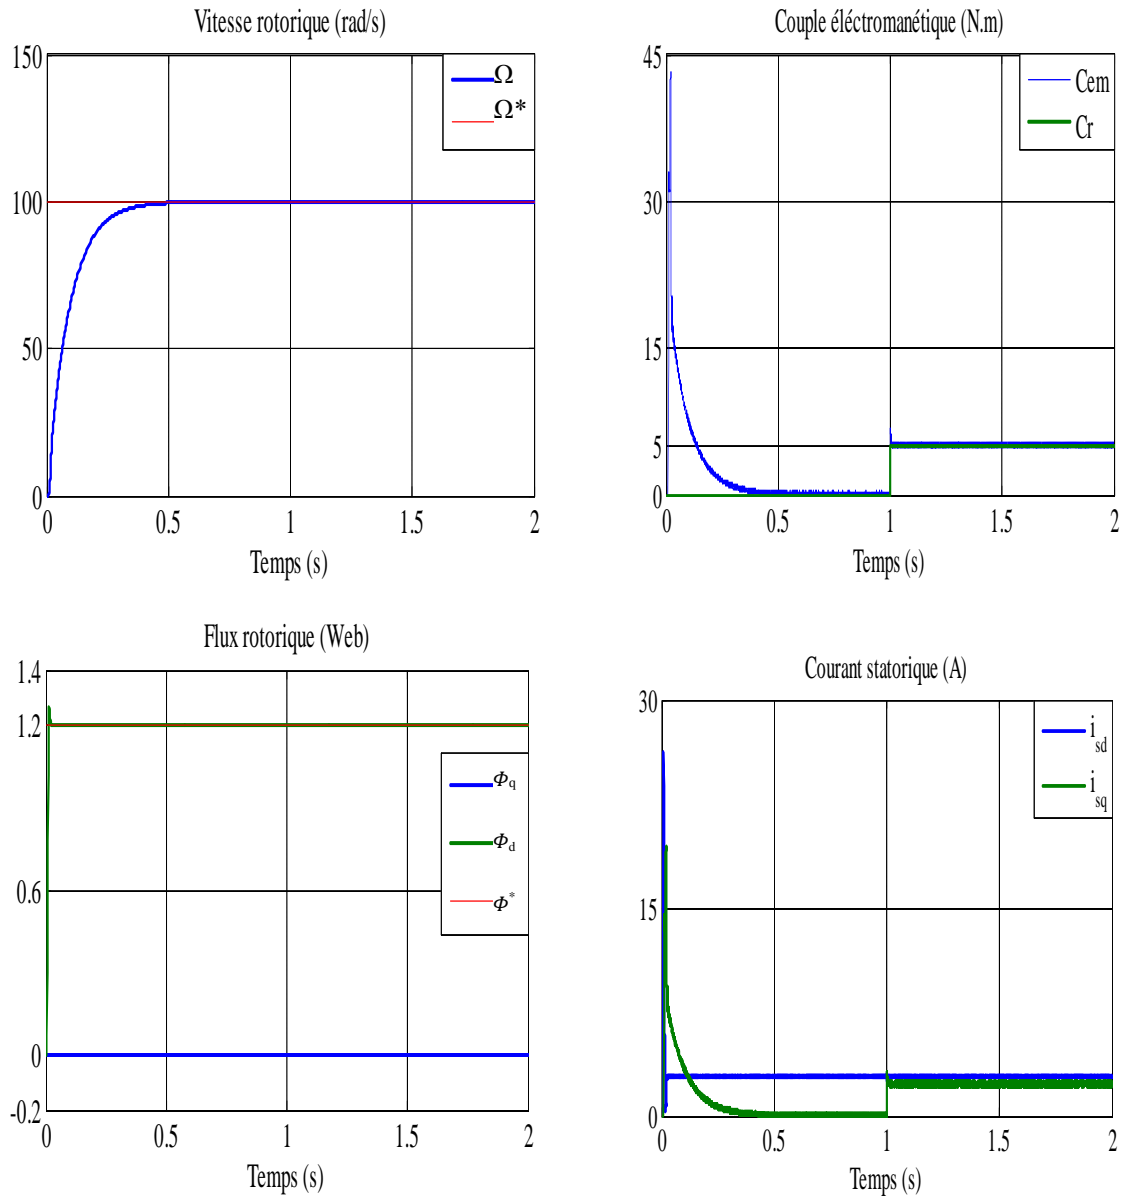 Vitesse rotorique (rad/s)
150
100
50
0
Ω
Ω*
0 0.5 1 1.5 2
Temps (s)
Couple éléctromanétique (N.m)
45
30
15
5
0
Cem
Cr
0 0.5 1 1.5 2
Temps (s)
Flux rotorique (Web)
1.4
1.2
0.6
0
-0.2
Φq
Φd
Φ*
0 0.5 1 1.5 2
Temps (s)
Courant statorique (A)
30
15
0
isd
isq
0 0.5 1 1.5 2
Temps (s)